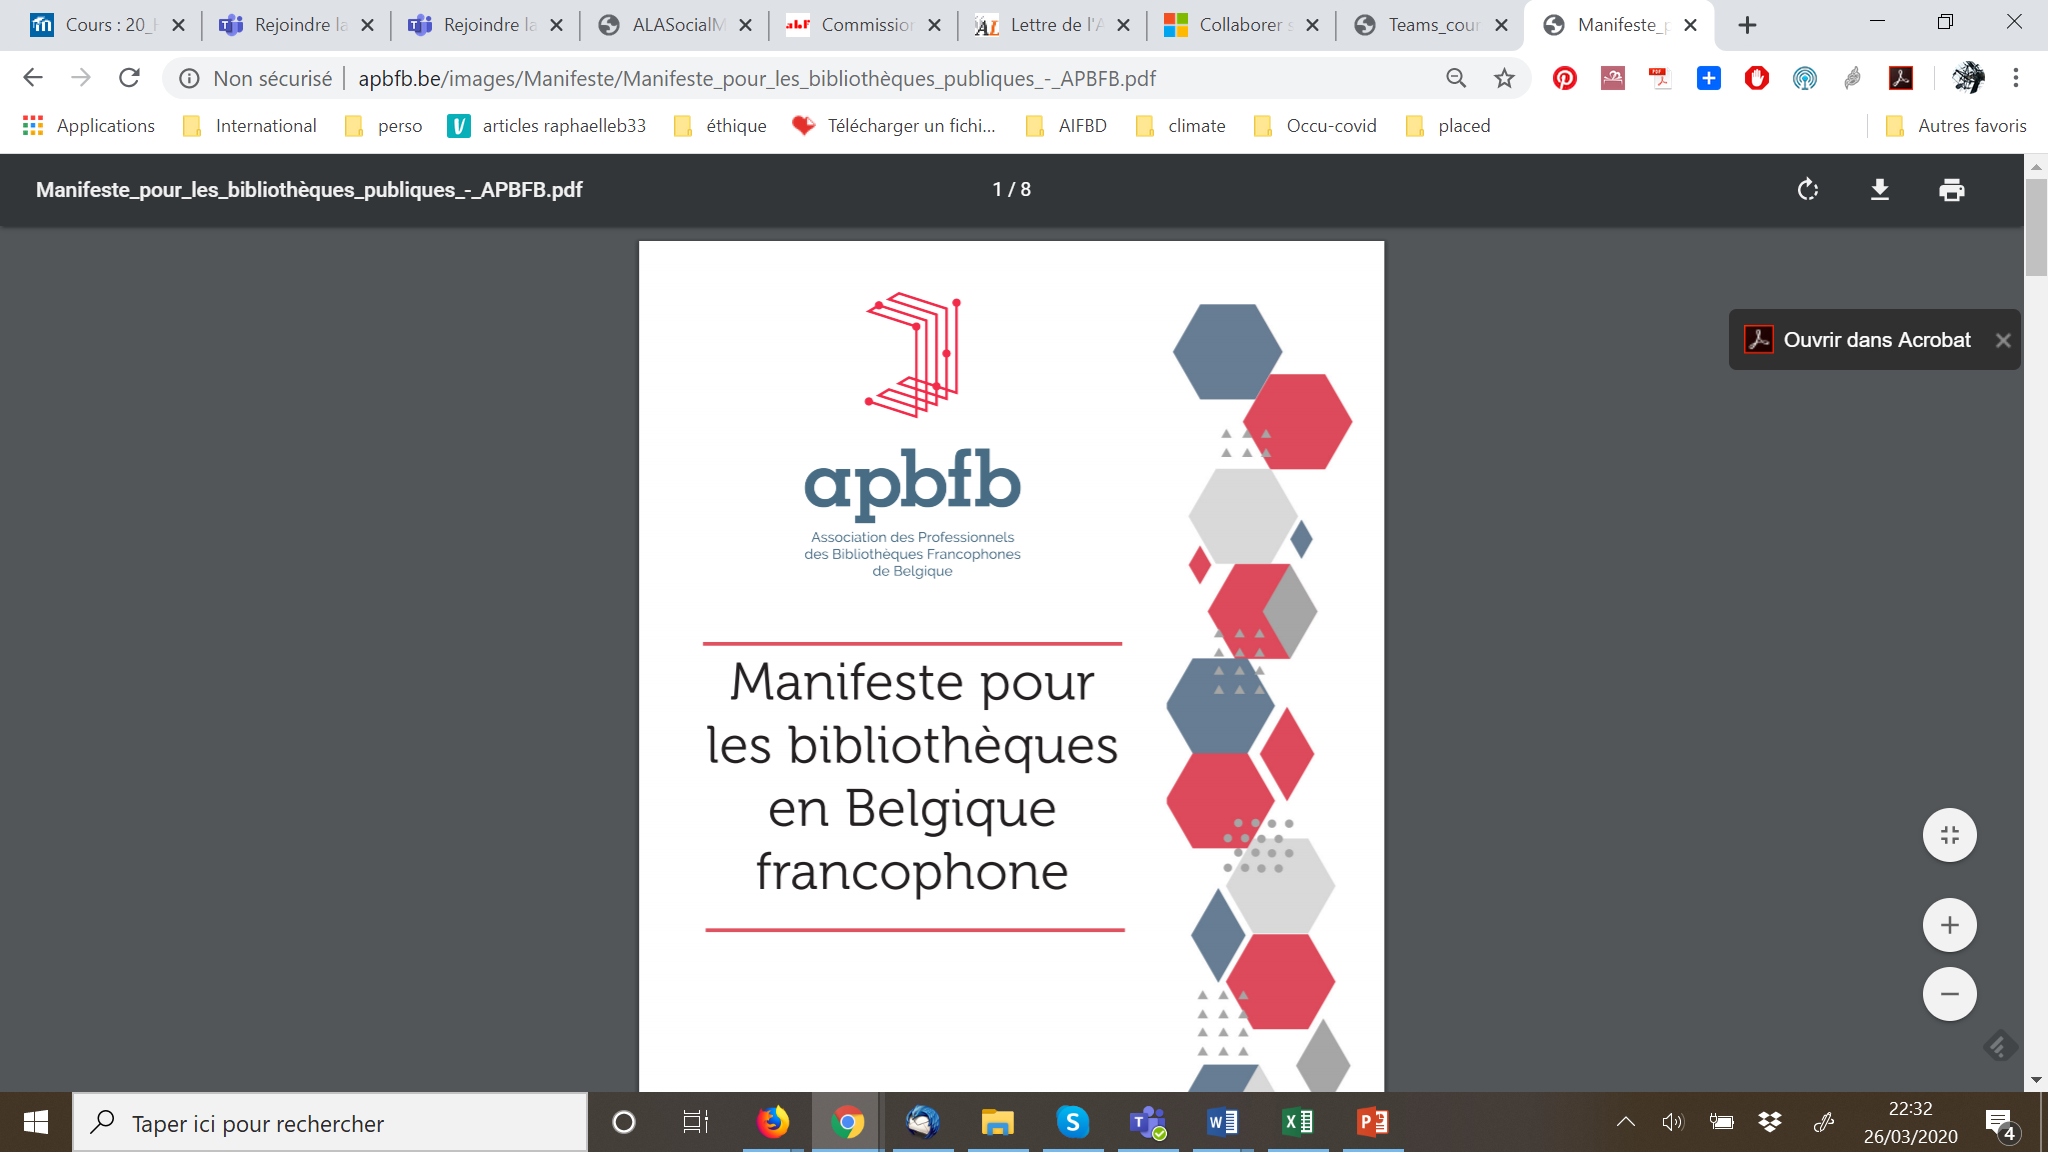 Cours : 20_H
Rejoindre la
Rejoindre la
ALASocialM
Commission
Lettre de l'A
Collaborer s
Teams_cour
Manifeste_p
Non sécurisé
apbfb.be/images/Manifeste/Manifeste_pour_les_bibliothèques_publiques_-_APBFB.pdf
Applications
International
perso
articles raphaelleb33
éthique
Télécharger un fichi...
AIFBD
climate
Occu-covid
placed
Autres favoris
Manifeste_pour_les_bibliothèques_publiques_-_APBFB.pdf
1 / 8
Ouvrir dans Acrobat
apbfb
Association des Professionnels
des Bibliothèques Francophones
de Belgique
Manifeste pour
les bibliothèques
en Belgique
francophone
Taper ici pour rechercher
22:32
26/03/2020
4